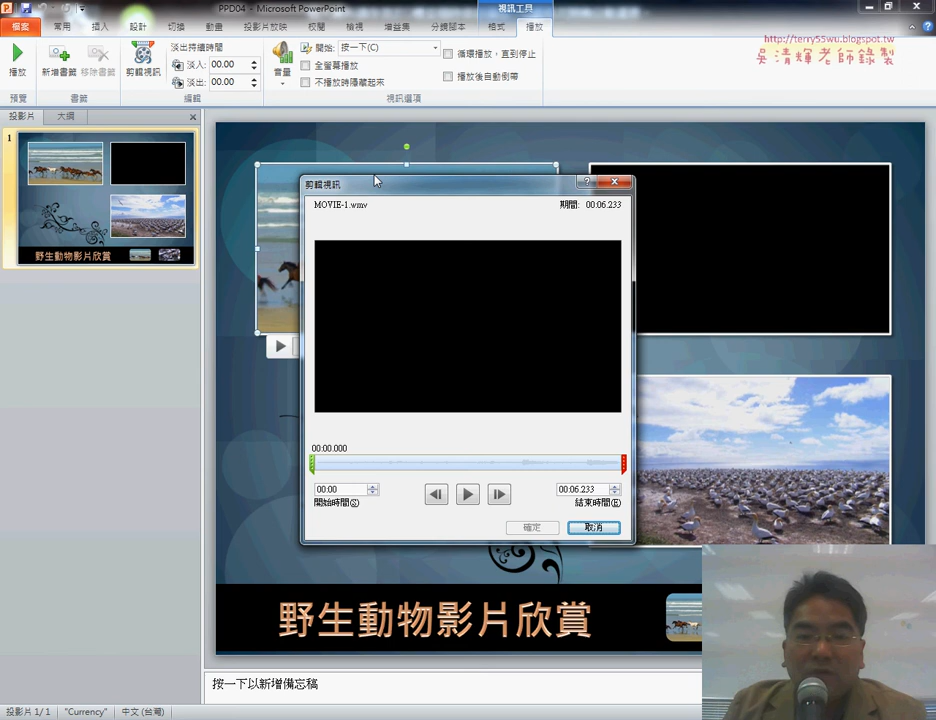 PPD04 - Microsoft PowerPoint
視訊工具
檔案 常用 插入 設計 切換 動畫 投影片放映 校閱 檢視 增益集 分鏡腳本 格式 播放
http://terry55wu.blogspot.tw
吳清輝老師錄製
播放
新增書籤
移除書籤
剪輯視訊
淡出持續時間
淡入: 00.00
淡出: 00.00
音量
開始: 按一下(C)
全螢幕播放
不播放時隱藏起來
循環播放，直到停止
播放後自動倒帶
預覽 書籤 編輯 視訊選項
投影片 大綱
1
野生動物影片欣賞
剪輯視訊
MOVIE-1.wmv
期間: 00:06.233
00:00.000
00:00
開始時間(S)
00:06.233
結束時間(E)
確定 取消
野生動物影片欣賞
按一下以新增備忘稿
投影片 1/1 "Currency" 中文 (台灣)